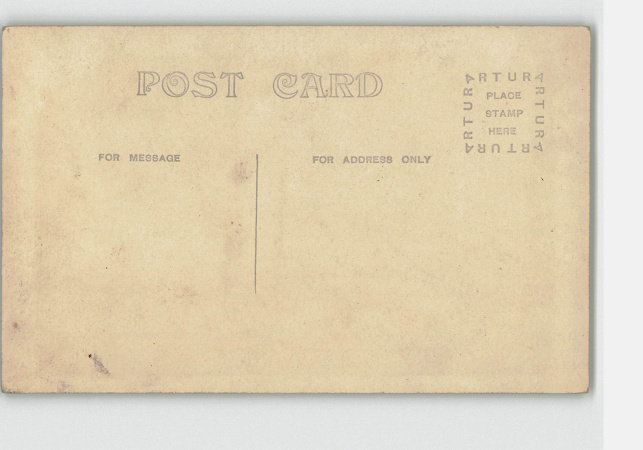 POST CARD
ARTURA
ARTURA
PLACE
STAMP
HERE
ARTURA
ARTURA
FOR MESSAGE
FOR ADDRESS ONLY